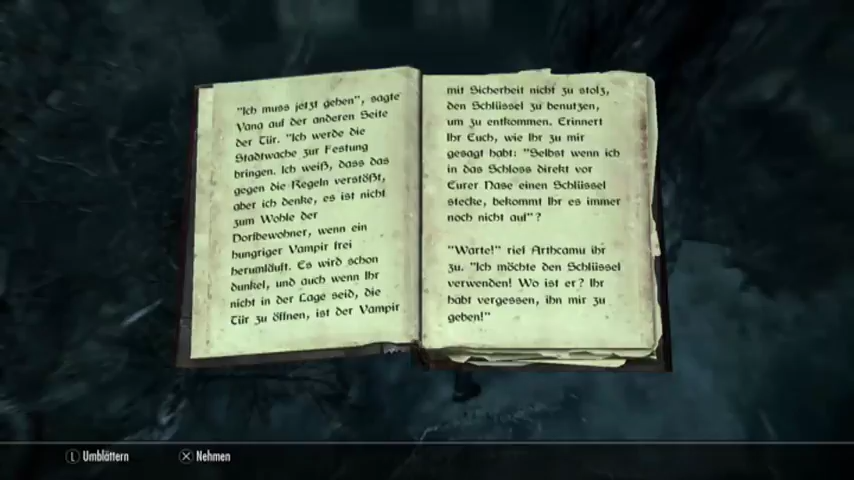 "Ich muss jetzt gehen", sagte
Vana auf der anderen Seite
der Tür. "Ich werde die
Stadtwache zur Festung
bringen. Ich weiß, dass das
gegen die Regeln verstößt,
aber ich denke, es ist nicht
zum Wohle der
Dorfbewohner, wenn ein
hungriger Vampir frei
herumläuft. Es wird schon
dunkel, und auch wenn Ihr
nicht in der Lage seid, die
Tür zu öffnen, ist der Vampir
mit Sicherheit nicht zu stolz,
den Schlüssel zu benutzen,
um zu entkommen. Erinnert
Ihr Euch, wie Ihr zu mir
gesagt habt: "Selbst wenn ich
in das Schloss direkt vor
Eurer Nase einen Schlüssel
stecke, bekommt Ihr es immer
noch nicht auf"?
"Warte!" rief Arthcamu ihr
zu. "Ich möchte den Schlüssel
verwenden! Wo ist er? Ihr
habt vergessen, ihn mir zu
geben!"
L Umblättern X Nehmen